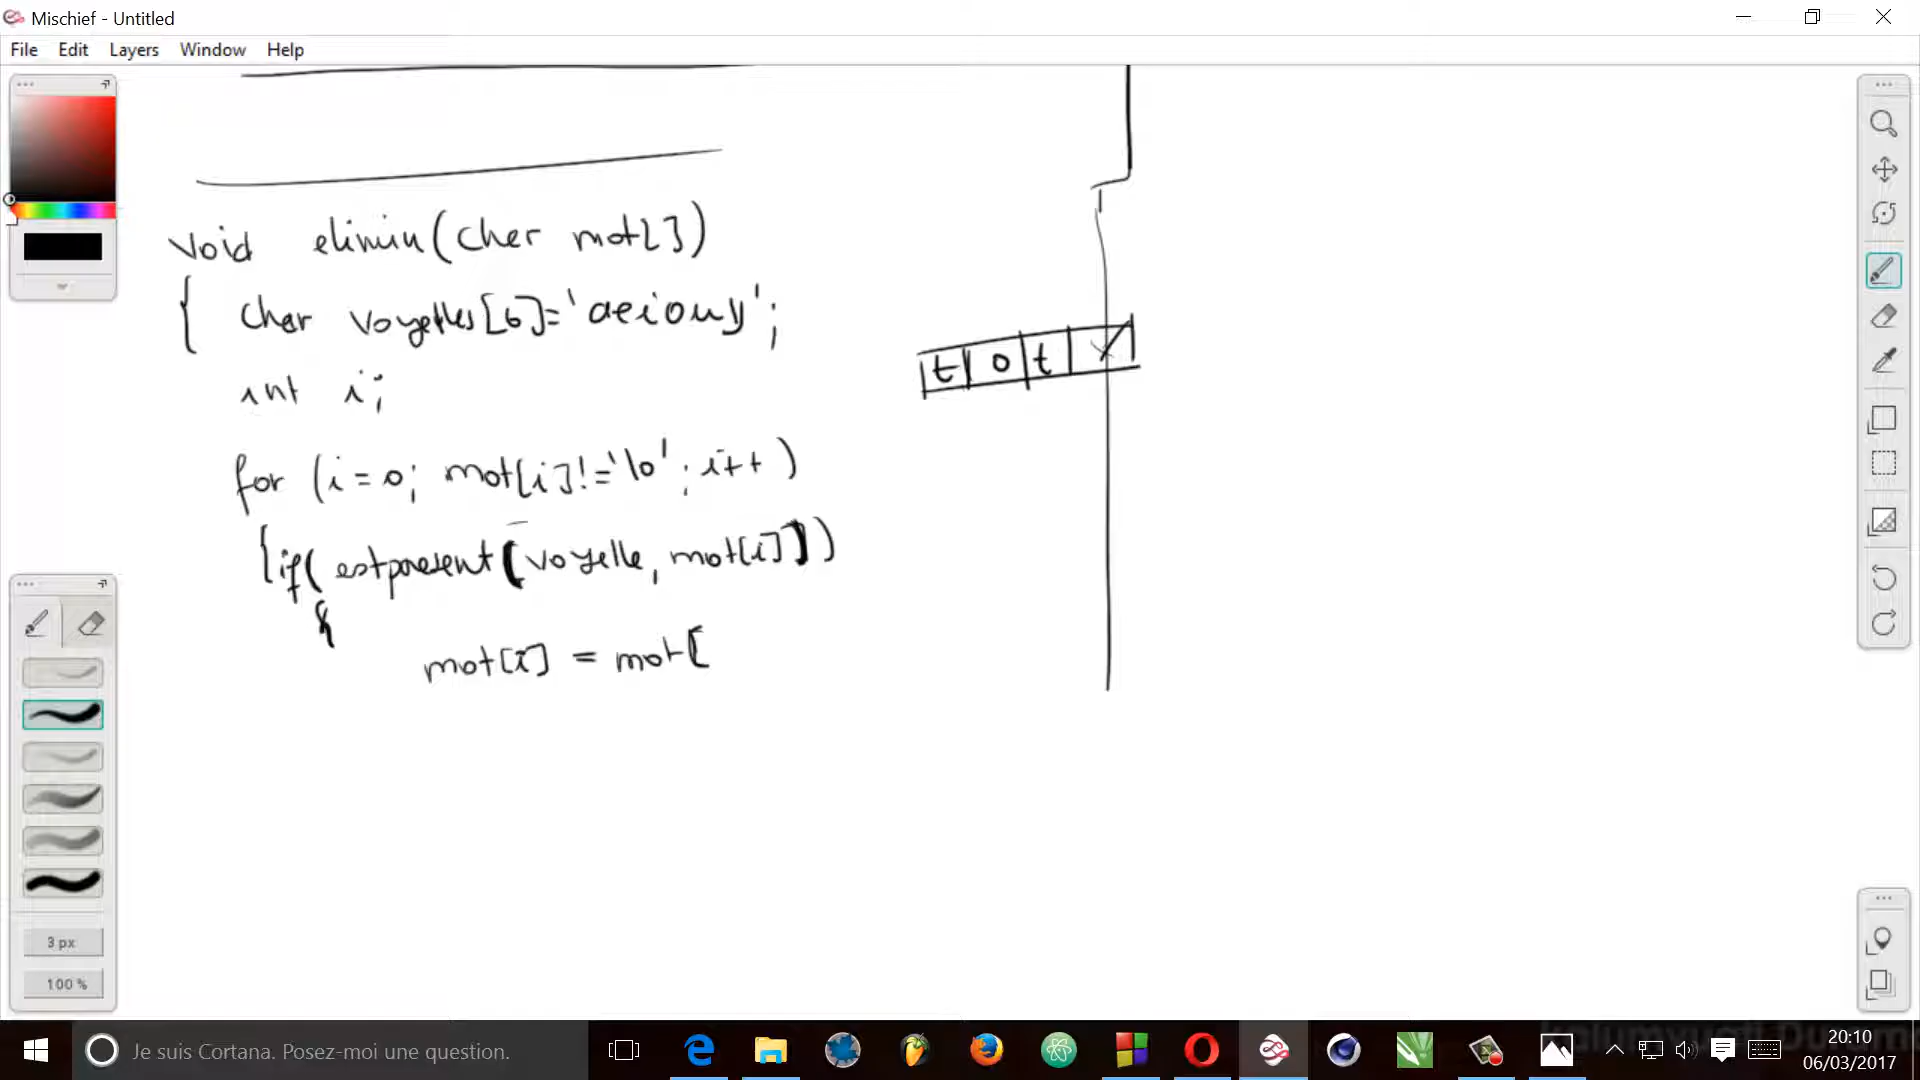 Mischief - Untitled
File Edit Layers Window Help
void elimin(char mot[])
{ char voyelles[6]='aeiouy';
int i;
for (i=0; mot[i]!='\0'; i++)
{if( estpresent(voyelle, mot[i]))
{
mot[i] = mot[
t o t
3 px
100 %
Je suis Cortana. Posez-moi une question.
20:10
06/03/2017